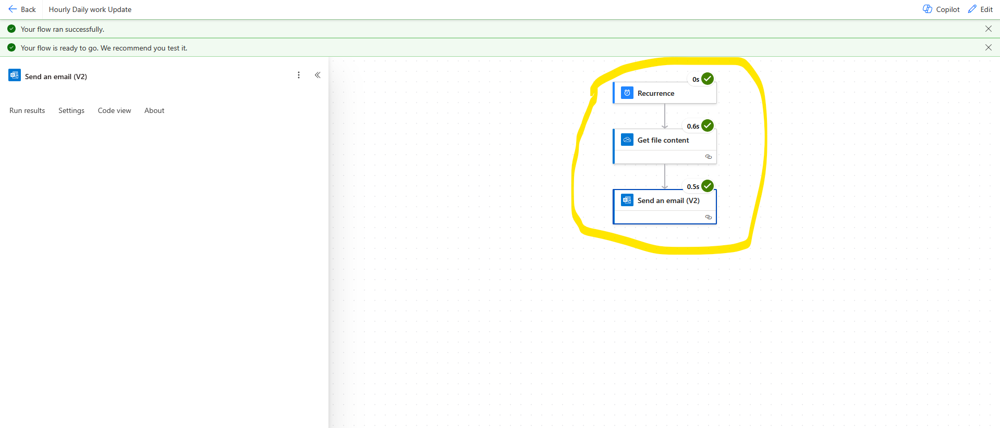 Back
Hourly Daily work Update
Copilot
Edit
Your flow ran successfully.
Your flow is ready to go. We recommend you test it.
Send an email (V2)
Run results
Settings
Code view
About
0s
Recurrence
0.6s
Get file content
0.5s
Send an email (V2)